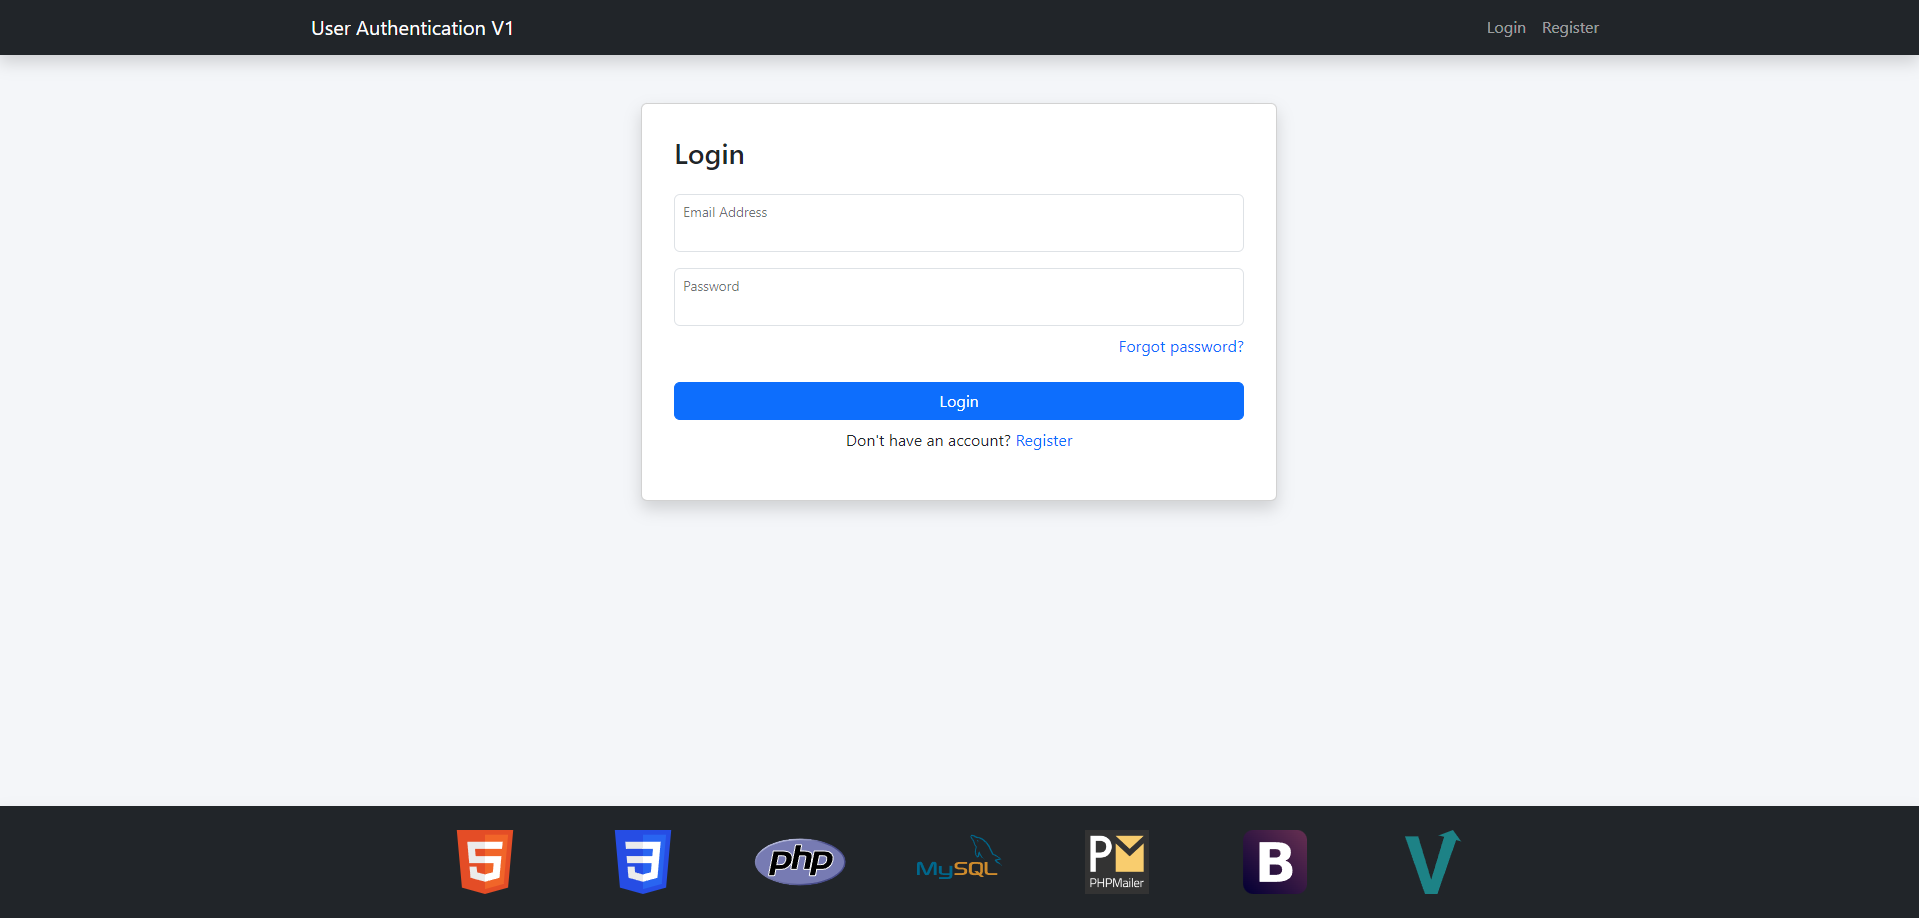 User Authentication V1
Login Register
Login
Email Address
Password
Forgot password?
Login
Don't have an account? Register
5 3 php MySQL PM B V
PHPMailer